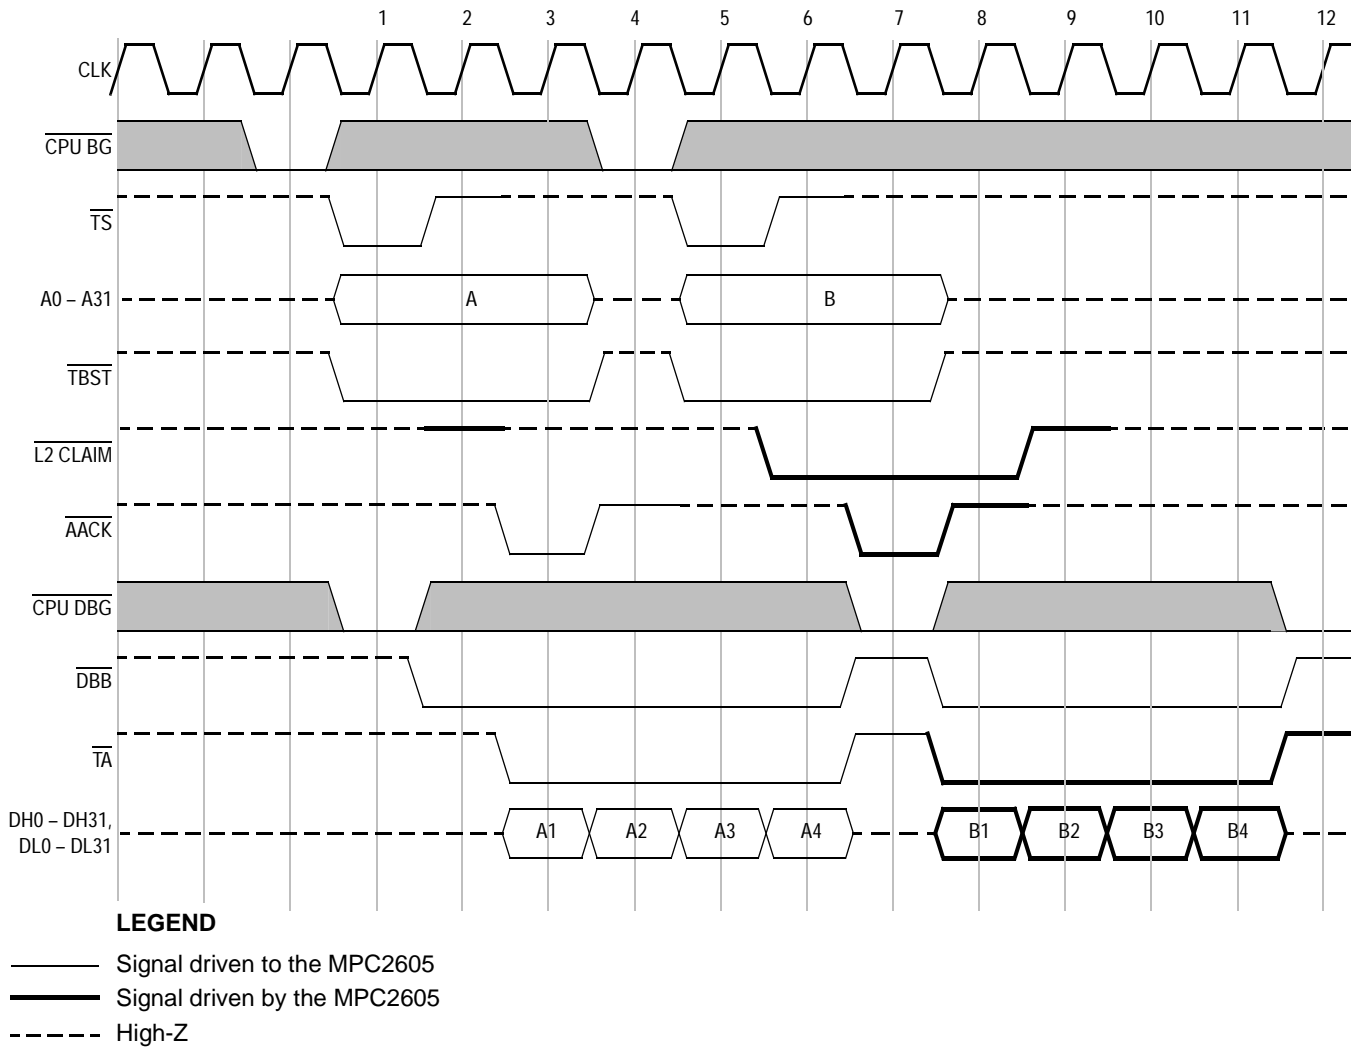 1 2 3 4 5 6 7 8 9 10 11 12
CLK
CPU BG
TS
A0 – A31
A
B
TBST
L2 CLAIM
AACK
CPU DBG
DBB
TA
DH0 – DH31,
DL0 – DL31
A1 A2 A3 A4 B1 B2 B3 B4
LEGEND
Signal driven to the MPC2605
Signal driven by the MPC2605
High-Z